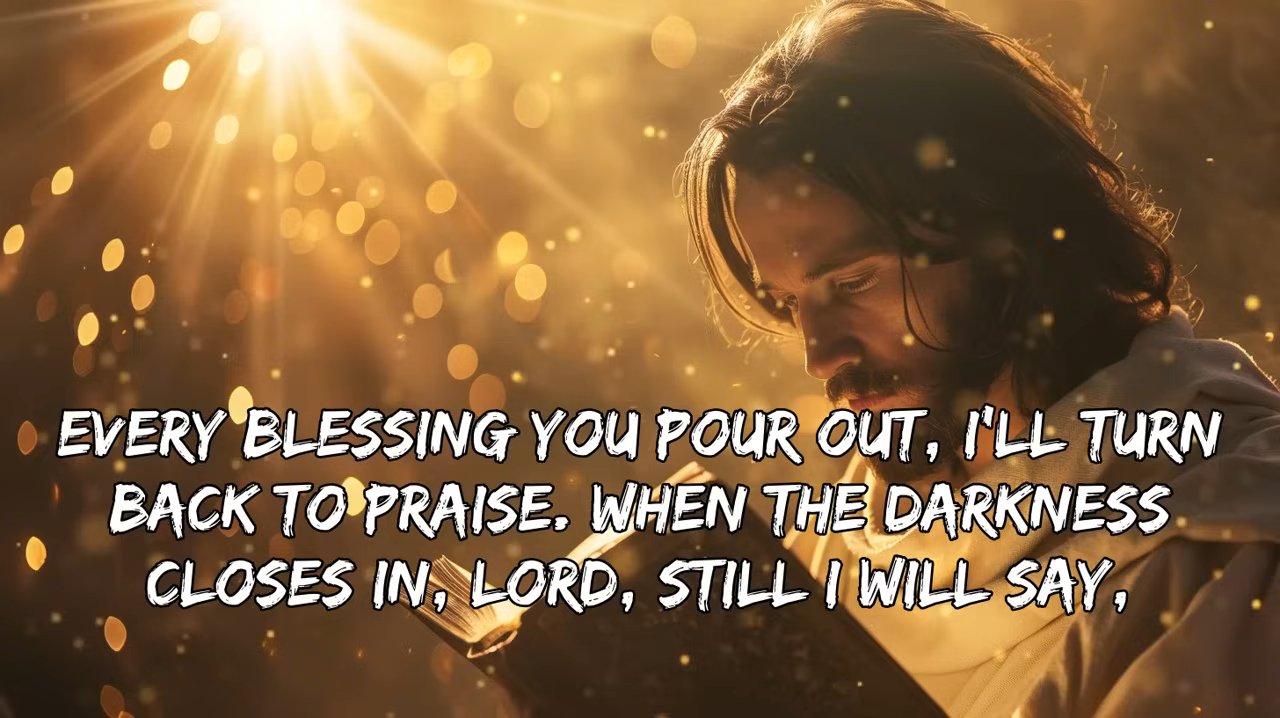 EVERY BLESSING YOU POUR OUT, I'LL TURN
BACK TO PRAISE. WHEN THE DARKNESS
CLOSES IN, LORD, STILL I WILL SAY,